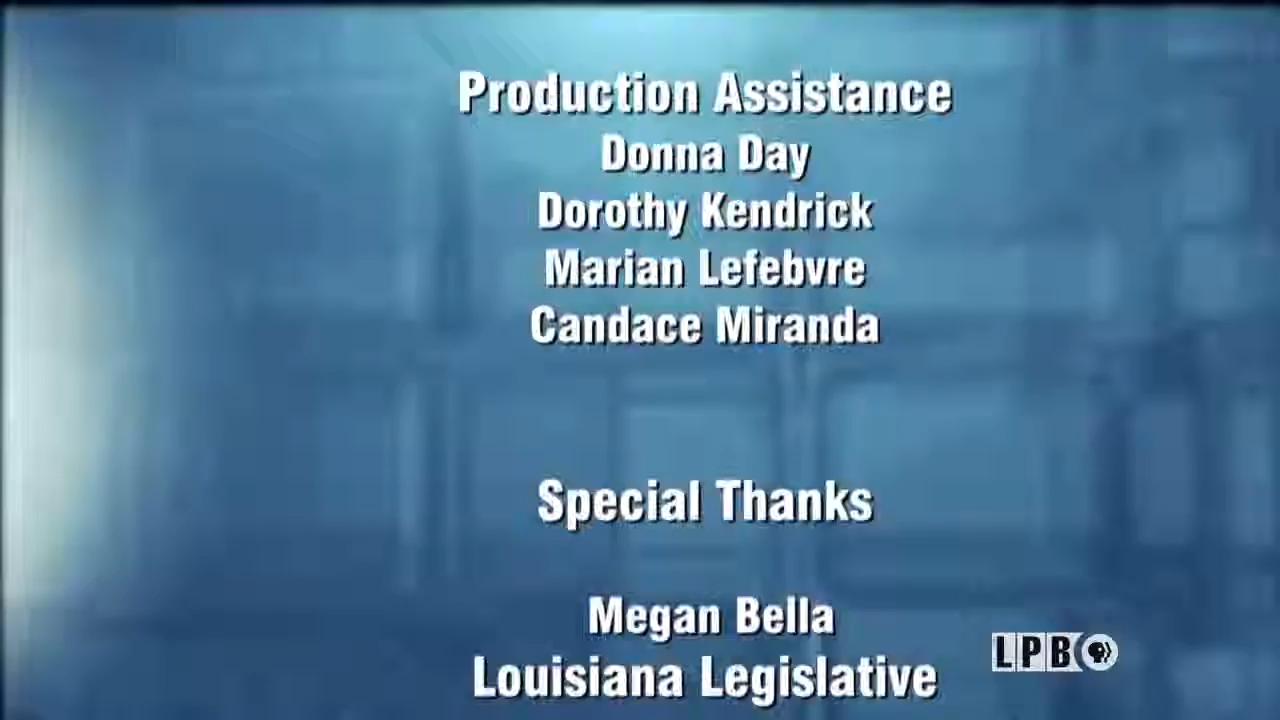 Production Assistance
Donna Day
Dorothy Kendrick
Marian Lefebvre
Candace Miranda
Special Thanks
Megan Bella
Louisiana Legislative
LPB